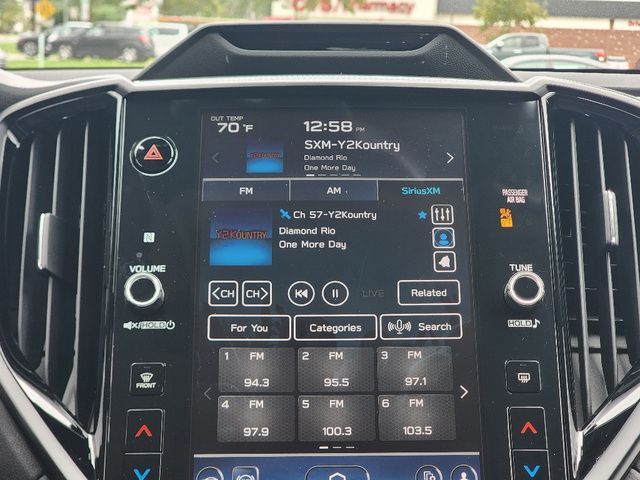 PHARMACY
OUT TEMP
70 °F
12:58 PM
SXM-Y2Kountry
Diamond Rio
One More Day
FM
AM
SiriusXM
Ch 57-Y2Kountry
Y2KOUNTRY
Diamond Rio
One More Day
PASSENGER
AIR BAG
N
VOLUME
TUNE
<CH
CH>
LIVE
Related
HOLD
HOLD
For You
Categories
Search
1 FM
94.3
2 FM
95.5
3 FM
97.1
4 FM
97.9
5 FM
100.3
6 FM
103.5
FRONT